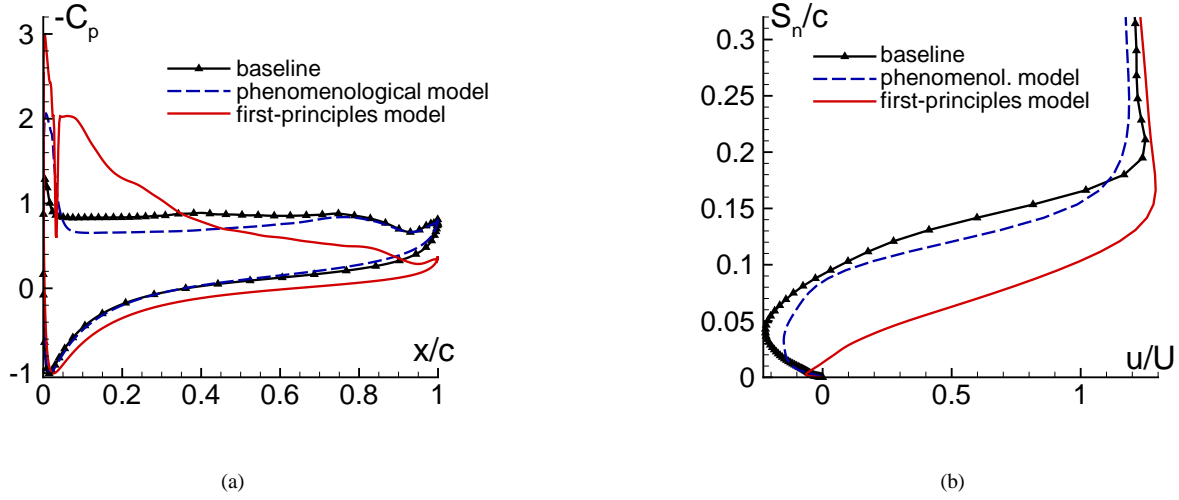 -Cp
3
2
1
0
-1
baseline
phenomenological model
first-principles model
x/c
0 0.2 0.4 0.6 0.8 1
(a)
Sn/c
0.3
0.25
0.2
0.15
0.1
0.05
0
baseline
phenomenol. model
first-principles model
u/U
0 1
(b)